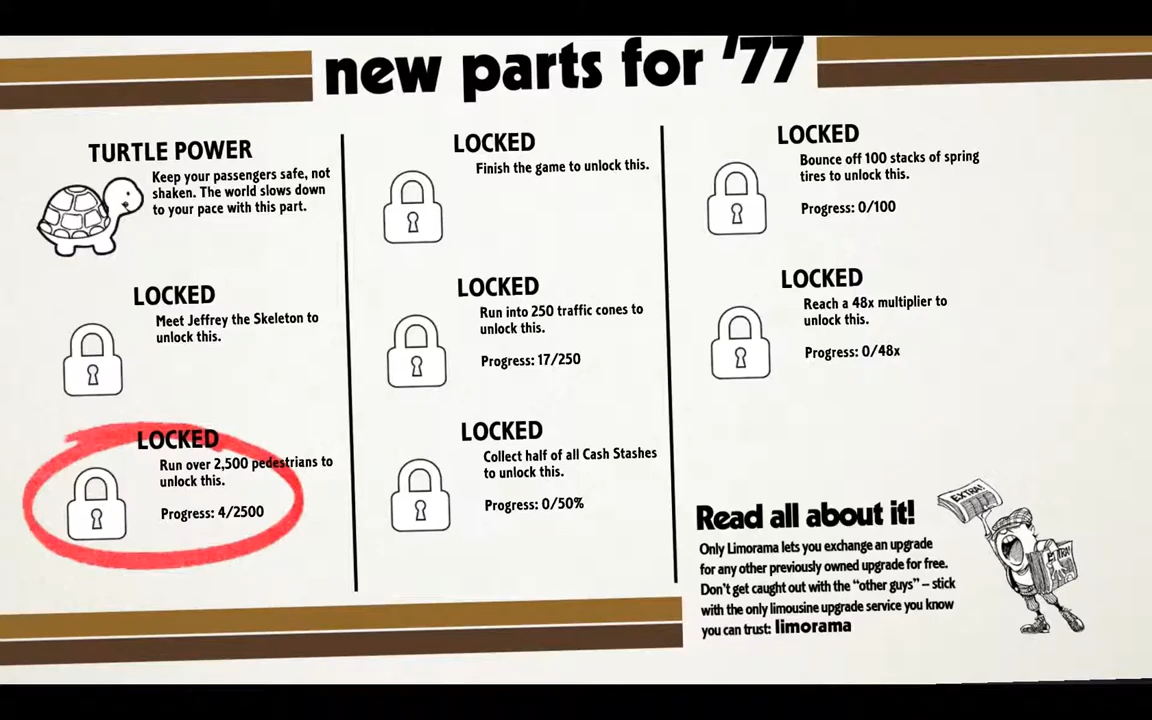 new parts for '77
TURTLE POWER
Keep your passengers safe, not
shaken. The world slows down
to your pace with this part.
LOCKED
Meet Jeffrey the Skeleton to
unlock this.
LOCKED
Run over 2,500 pedestrians to
unlock this.
Progress: 4/2500
LOCKED
Finish the game to unlock this.
LOCKED
Run into 250 traffic cones to
unlock this.
Progress: 17/250
LOCKED
Collect half of all Cash Stashes
to unlock this.
Progress: 0/50%
LOCKED
Bounce off 100 stacks of spring
tires to unlock this.
Progress: 0/100
LOCKED
Reach a 48x multiplier to
unlock this.
Progress: 0/48x
Read all about it!
Only Limorama lets you exchange an upgrade
for any other previously owned upgrade for free.
Don't get caught out with the "other guys" – stick
with the only limousine upgrade service you know
you can trust: limorama
EXTRA!
EXTRA!